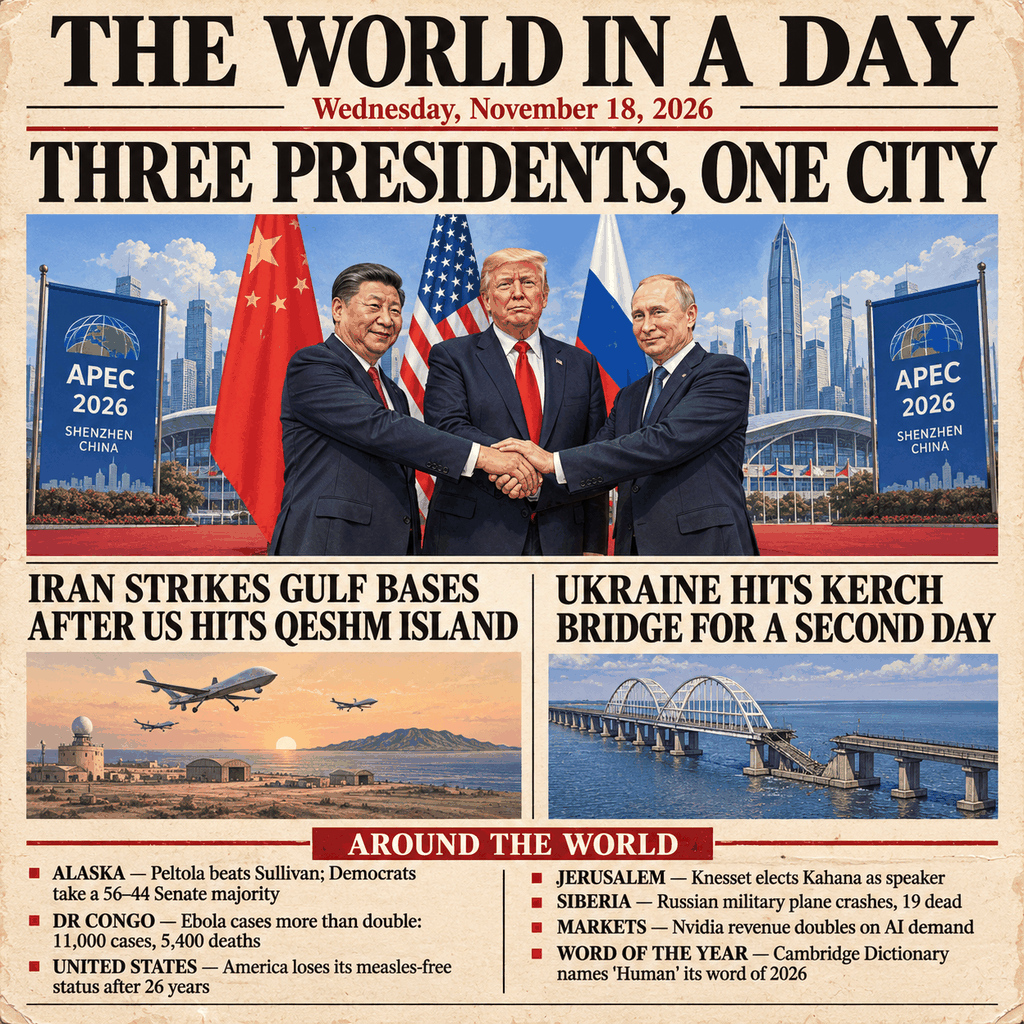 THE WORLD IN A DAY
Wednesday, November 18, 2026
THREE PRESIDENTS, ONE CITY
APEC
2026
SHENZHEN
CHINA
APEC
2026
SHENZHEN
CHINA
IRAN STRIKES GULF BASES
AFTER US HITS QESHM ISLAND
UKRAINE HITS KERCH
BRIDGE FOR A SECOND DAY
AROUND THE WORLD
ALASKA — Peltola beats Sullivan; Democrats
take a 56–44 Senate majority
DR CONGO — Ebola cases more than double:
11,000 cases, 5,400 deaths
UNITED STATES — America loses its measles-free
status after 26 years
JERUSALEM — Knesset elects Kahana as speaker
SIBERIA — Russian military plane crashes, 19 dead
MARKETS — Nvidia revenue doubles on AI demand
WORD OF THE YEAR — Cambridge Dictionary
names ‘Human’ its word of 2026